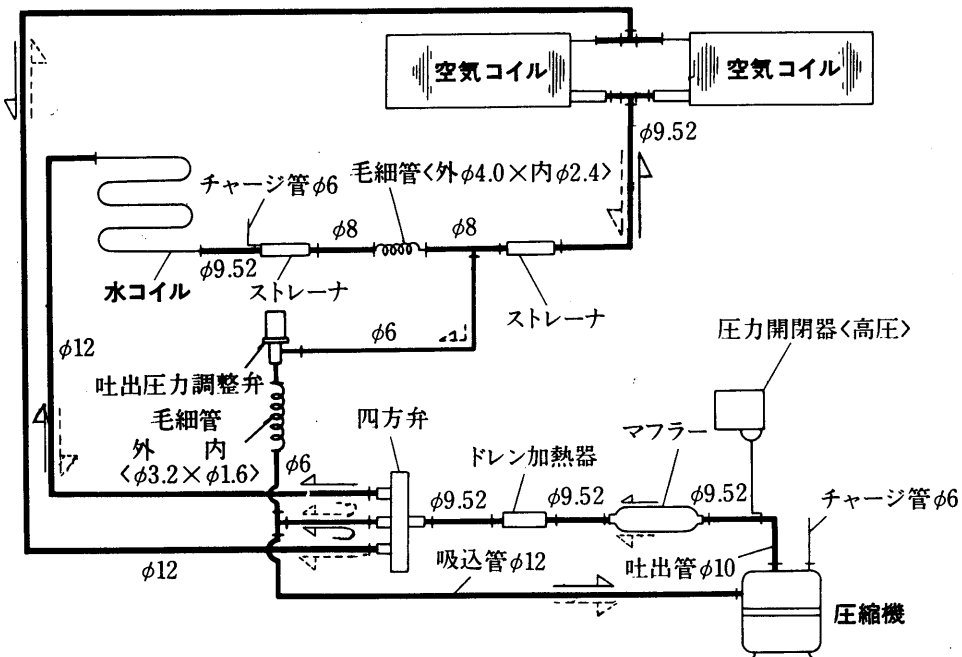 空気コイル
空気コイル
φ9.52
チャージ管φ6
毛細管<外φ4.0×内φ2.4>
φ8
φ8
φ9.52
水コイル
ストレーナ
ストレーナ
φ6
圧力開閉器<高圧>
φ12
吐出圧力調整弁
毛細管
外 内
<φ3.2×φ1.6>
φ6
四方弁
ドレン加熱器
マフラー
φ9.52
φ9.52
φ9.52
チャージ管φ6
φ12
吸込管φ12
吐出管φ10
圧縮機